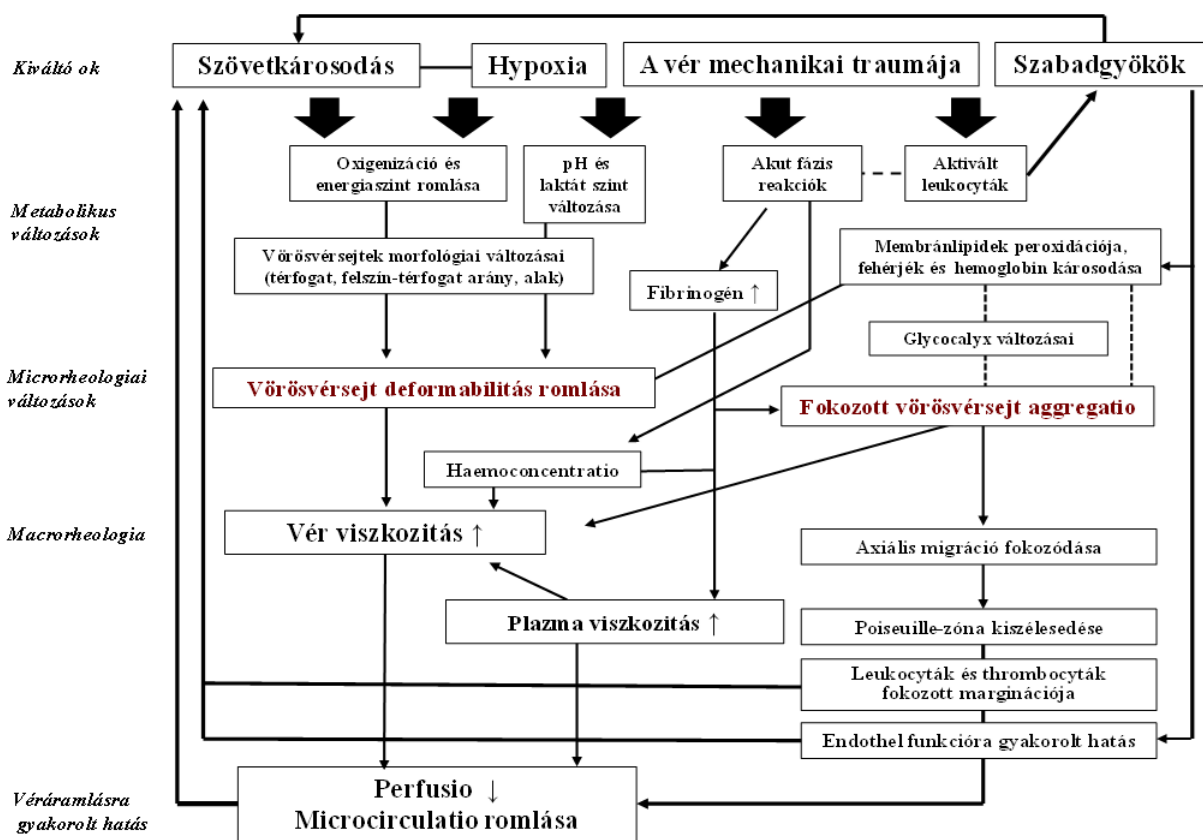 Kiváltó ok
Szövetkárosodás
Hypoxia
A vér mechanikai traumája
Szabadgyökök
Oxigenizáció és
energiaszint romlása
pH és
laktát szint
változása
Akut fázis
reakciók
Aktivált
leukocyták
Metabolikus
változások
Vörösvérsejtek morfológiai változásai
(térfogat, felszín-térfogat arány, alak)
Membránlipidek peroxidációja,
fehérjék és hemoglobin károsodása
Fibrinogén ↑
Glycocalyx változásai
Microrheologiai
változások
Vörösvérsejt deformabilitás romlása
Fokozott vörösvérsejt aggregatio
Haemoconcentratio
Macrorheologia
Vér viszkozitás ↑
Axiális migráció fokozódása
Plazma viszkozitás ↑
Poiseuille-zóna kiszélesedése
Leukocyták és thrombocyták
fokozott marginációja
Endothel funkcióra gyakorolt hatás
Véráramlásra
gyakorolt hatás
Perfusio ↓
Microcirculatio romlása